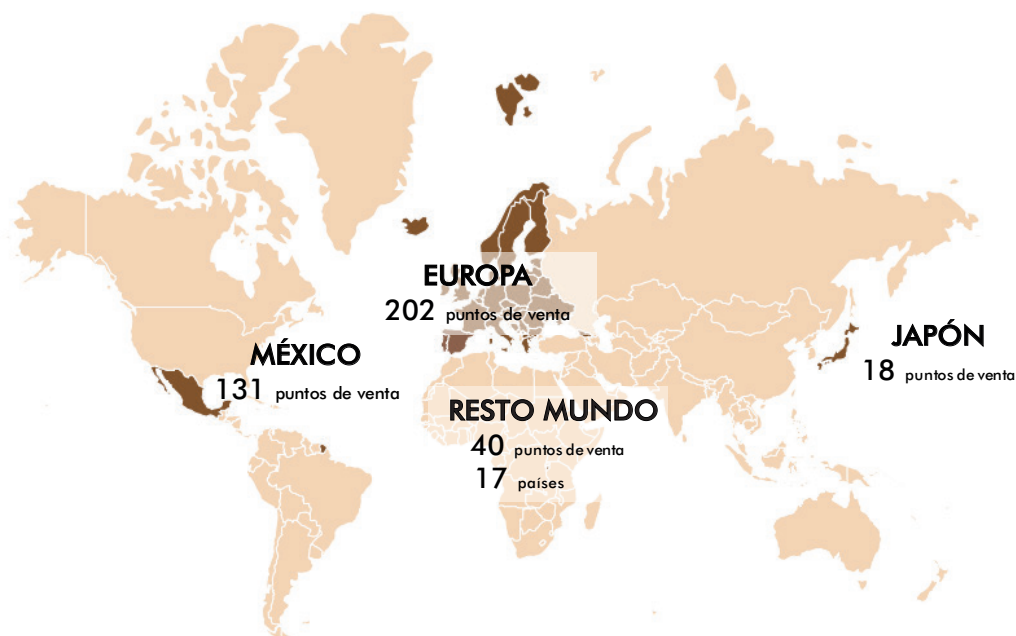 EUROPA
202 puntos de venta
MÉXICO
131 puntos de venta
JAPÓN
18 puntos de venta
RESTO MUNDO
40 puntos de venta
17 países